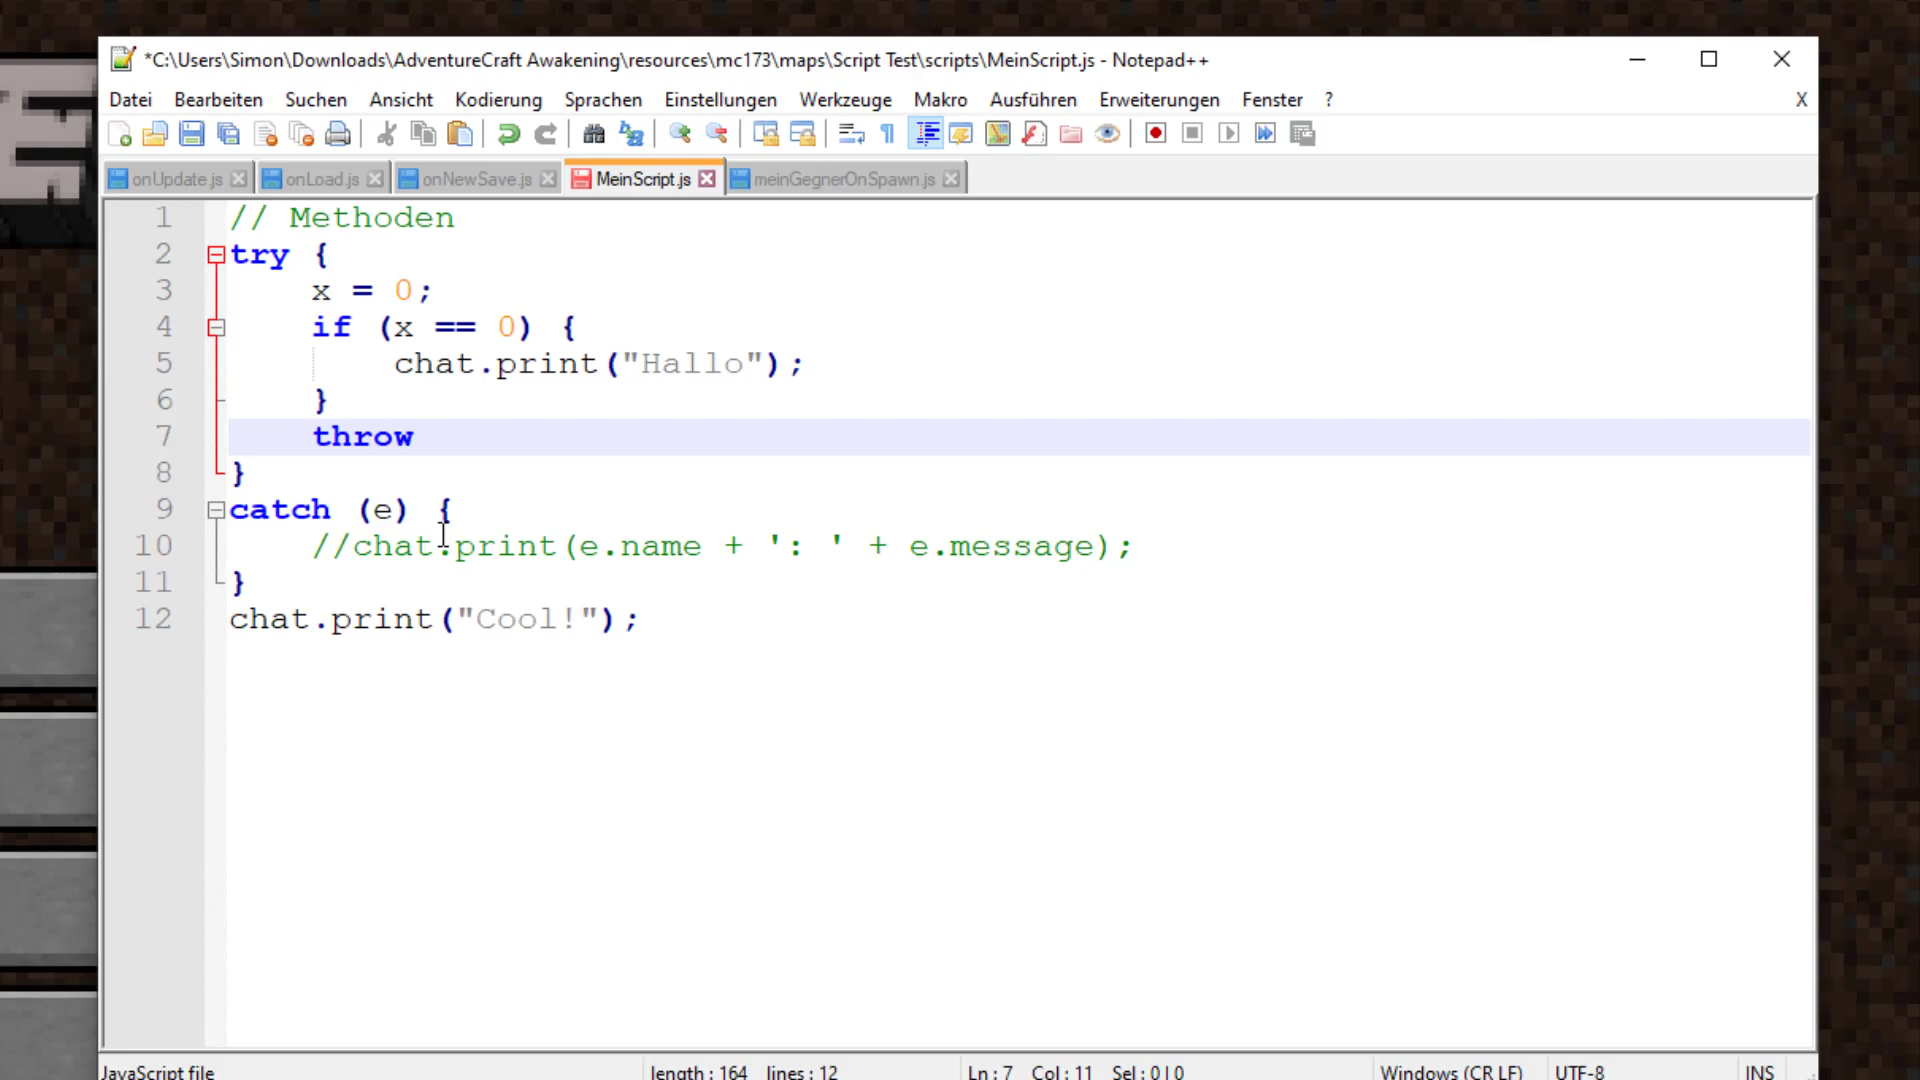 *C:\Users\Simon\Downloads\AdventureCraft Awakening\resources\mc173\maps\Script Test\scripts\MeinScript.js - Notepad++
Datei Bearbeiten Suchen Ansicht Kodierung Sprachen Einstellungen Werkzeuge Makro Ausführen Erweiterungen Fenster ? X
onUpdate.js onLoad.js onNewSave.js MeinScript.js meinGegnerOnSpawn.js
1 // Methoden
2 try {
3 x = 0;
4 if (x == 0) {
5 chat.print("Hallo");
6 }
7 throw
8 }
9 catch (e) {
10 //chat.print(e.name + ': ' + e.message);
11 }
12 chat.print("Cool!");
JavaScript file length : 164 lines : 12 Ln : 7 Col : 11 Sel : 0 | 0 Windows (CR LF) UTF-8 INS